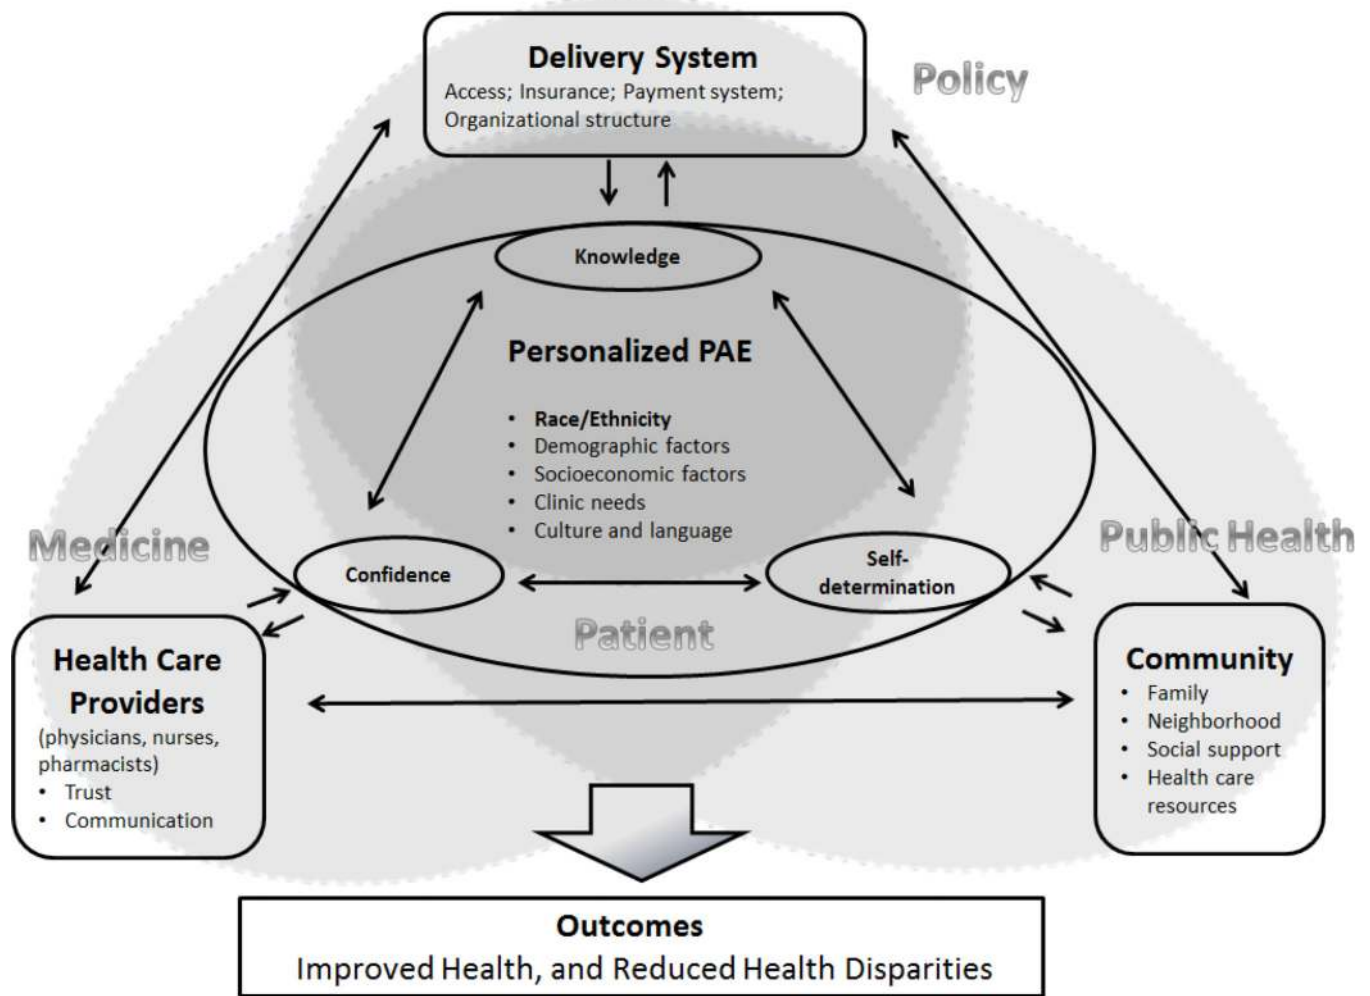 Delivery System
Access; Insurance; Payment system;
Organizational structure
Policy
Knowledge
Personalized PAE
• Race/Ethnicity
• Demographic factors
• Socioeconomic factors
• Clinic needs
• Culture and language
Medicine
Public Health
Confidence
Self-
determination
Patient
Health Care
Providers
(physicians, nurses,
pharmacists)
• Trust
• Communication
Community
• Family
• Neighborhood
• Social support
• Health care
resources
Outcomes
Improved Health, and Reduced Health Disparities